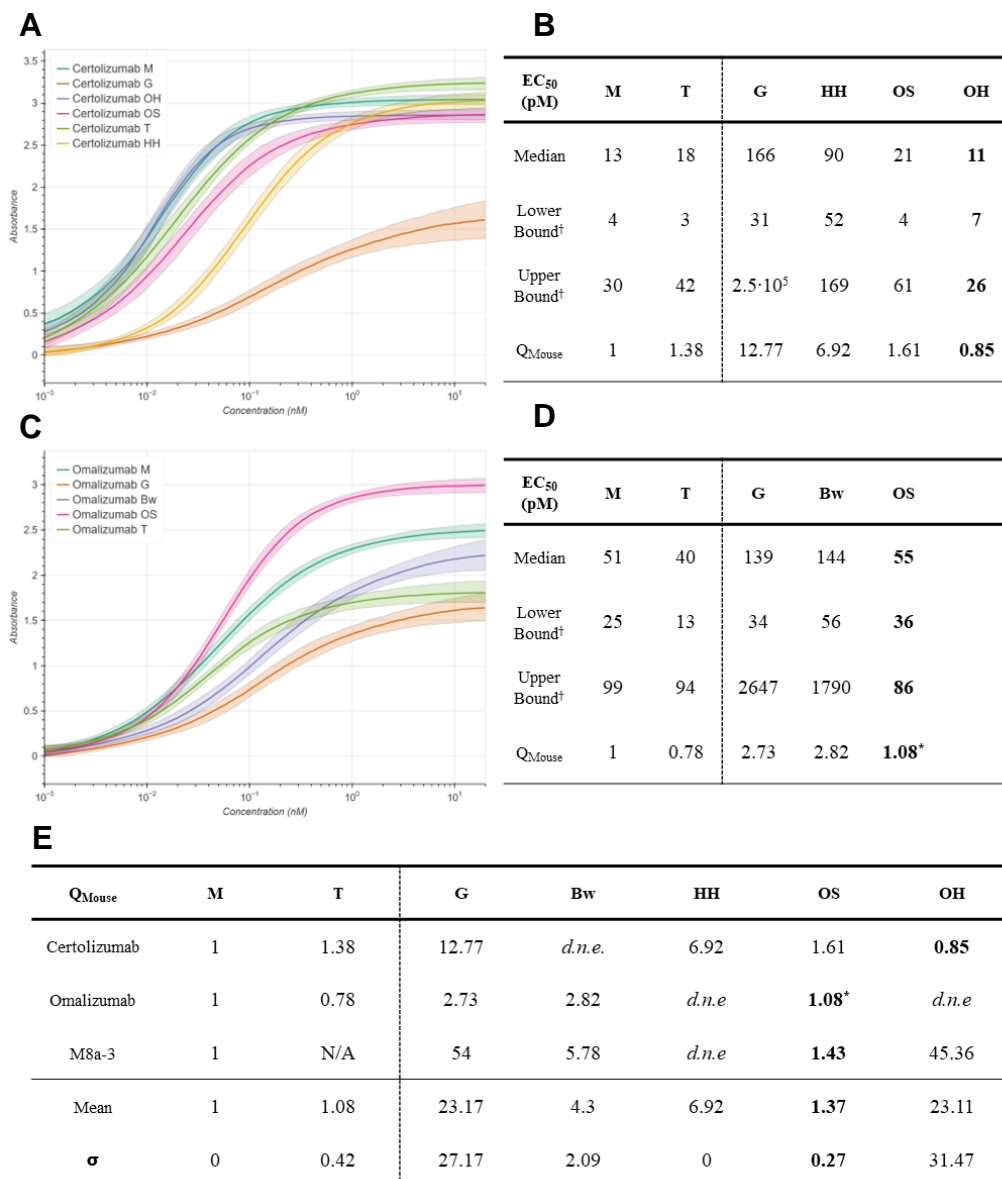 A
3.5
3
2.5
2
1.5
1
0.5
0
Absorbance
Certolizumab M
Certolizumab G
Certolizumab OH
Certolizumab OS
Certolizumab T
Certolizumab HH
10⁻³ 10⁻² 10⁻¹ 10⁰ 10¹
Concentration (nM)
B
EC₅₀ (pM) M T G HH OS OH
Median 13 18 166 90 21 11
Lower Bound† 4 3 31 52 4 7
Upper Bound† 30 42 2.5·10⁵ 169 61 26
Q_Mouse 1 1.38 12.77 6.92 1.61 0.85
C
3
2.5
2
1.5
1
0.5
0
Absorbance
Omalizumab M
Omalizumab G
Omalizumab Bw
Omalizumab OS
Omalizumab T
10⁻³ 10⁻² 10⁻¹ 10⁰ 10¹
Concentration (nM)
D
EC₅₀ (pM) M T G Bw OS
Median 51 40 139 144 55
Lower Bound† 25 13 34 56 36
Upper Bound† 99 94 2647 1790 86
Q_Mouse 1 0.78 2.73 2.82 1.08*
E
Q_Mouse M T G Bw HH OS OH
Certolizumab 1 1.38 12.77 d.n.e. 6.92 1.61 0.85
Omalizumab 1 0.78 2.73 2.82 d.n.e 1.08* d.n.e
M8a-3 1 N/A 54 5.78 d.n.e 1.43 45.36
Mean 1 1.08 23.17 4.3 6.92 1.37 23.11
σ 0 0.42 27.17 2.09 0 0.27 31.47